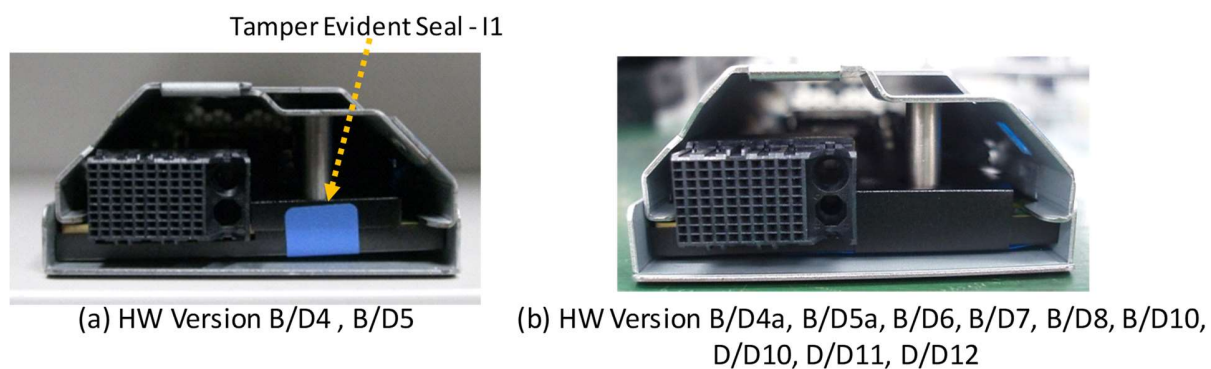 Tamper Evident Seal - I1
(a) HW Version B/D4 , B/D5
(b) HW Version B/D4a, B/D5a, B/D6, B/D7, B/D8, B/D10,
D/D10, D/D11, D/D12